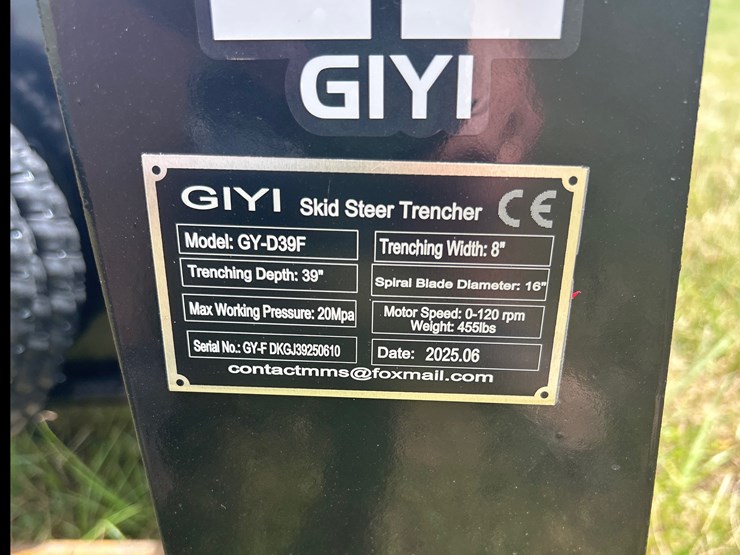 GIYI
GIYI Skid Steer Trencher CE
Model: GY-D39F
Trenching Width: 8"
Trenching Depth: 39"
Spiral Blade Diameter: 16"
Max Working Pressure: 20Mpa
Motor Speed: 0-120 rpm
Weight: 455lbs
Serial No.: GY-F DKGJ39250610
Date: 2025.06
contactmms@foxmail.com